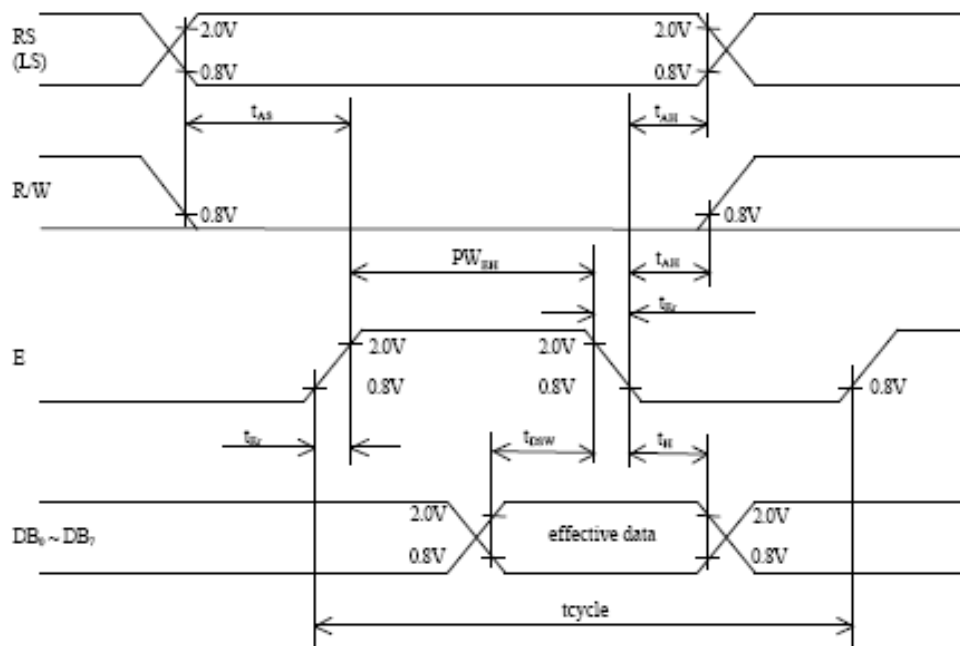 RS
(LS)
2.0V
2.0V
0.8V
0.8V
tAS
tAH
R/W
0.8V
0.8V
PWEH
tAH
tEf
E
2.0V
2.0V
0.8V
0.8V
0.8V
tEr
tDSW
tH
DB0 ~ DB7
2.0V
effective data
2.0V
0.8V
0.8V
tcycle